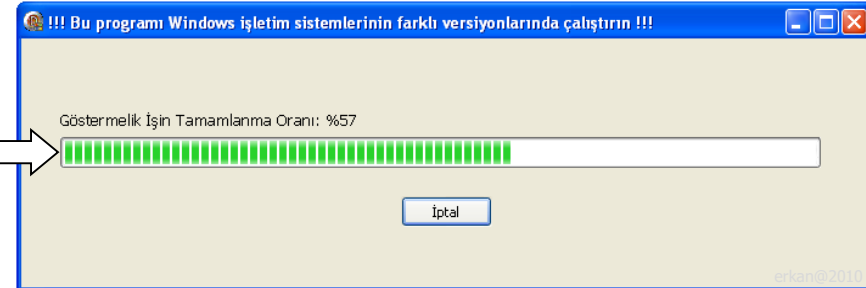 !!! Bu programı Windows işletim sistemlerinin farklı versiyonlarında çalıştırın !!!
Göstermelik İşin Tamamlanma Oranı: %57
İptal
erkan@2010